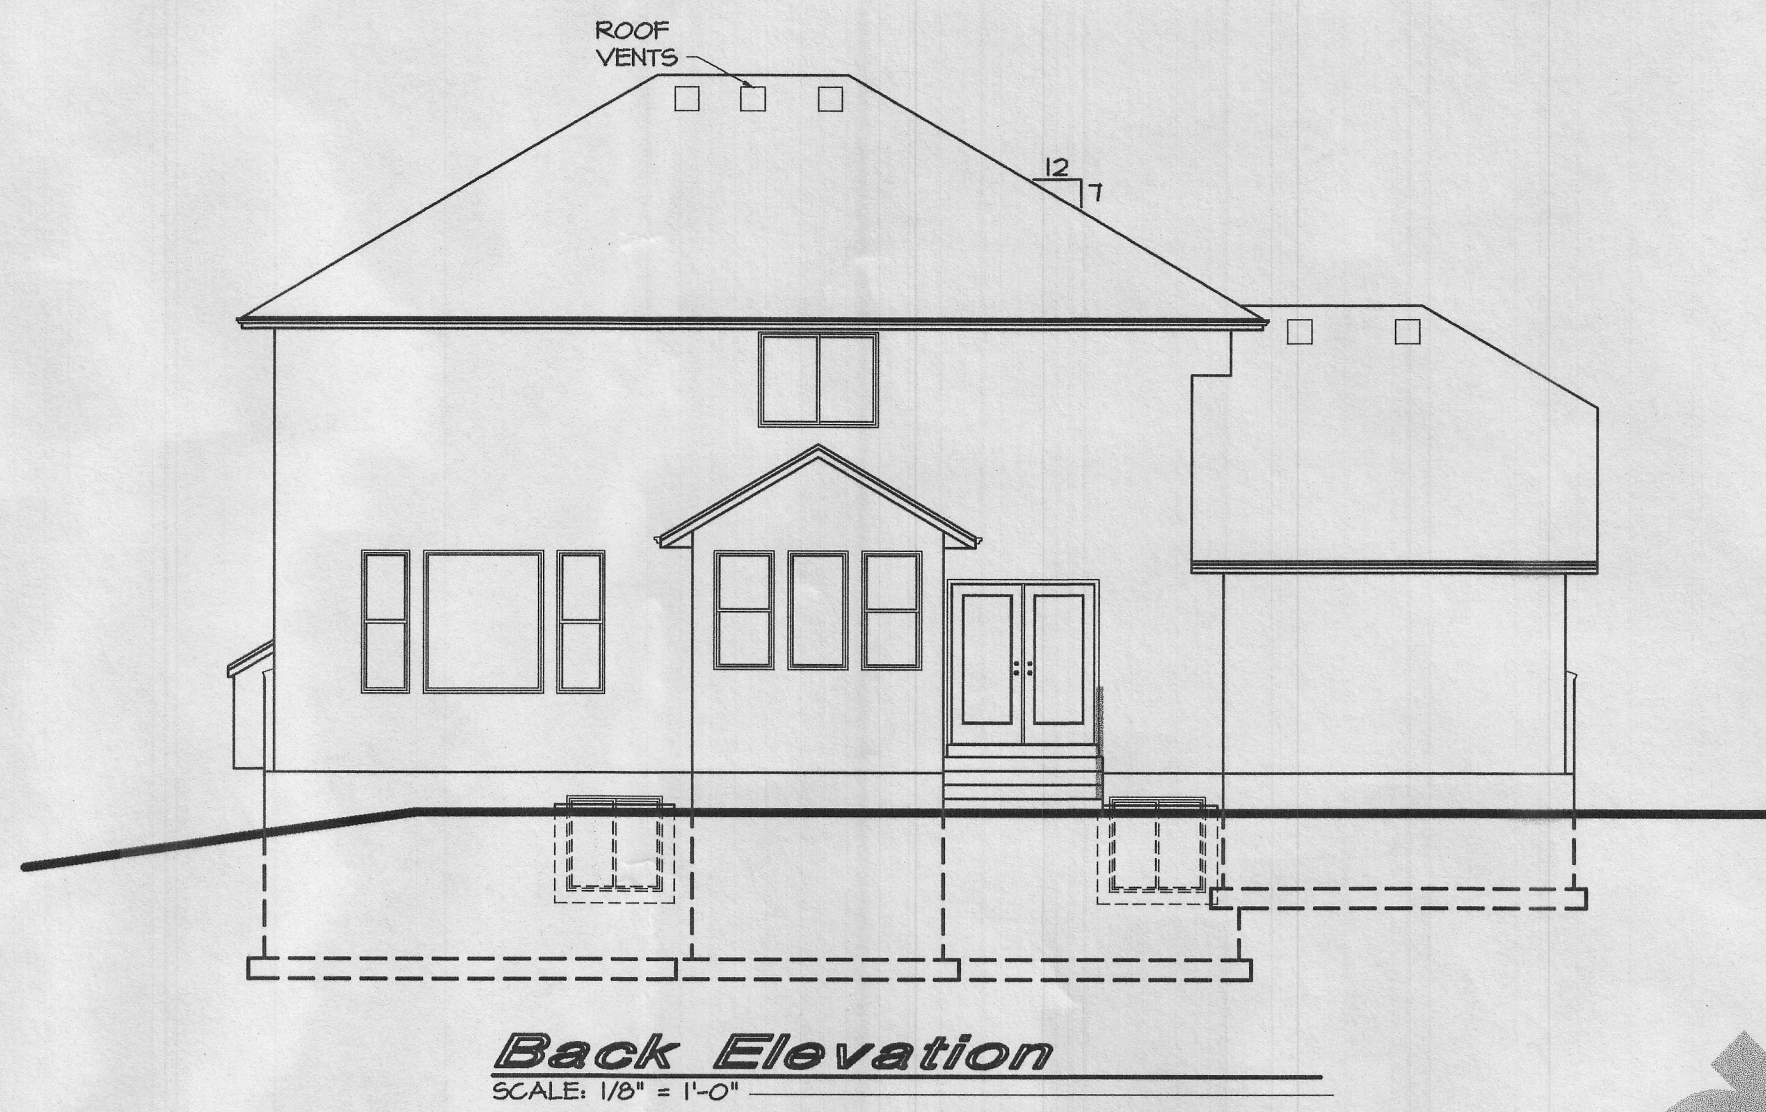 ROOF
VENTS
12
7
Back Elevation
SCALE: 1/8" = 1'-0"